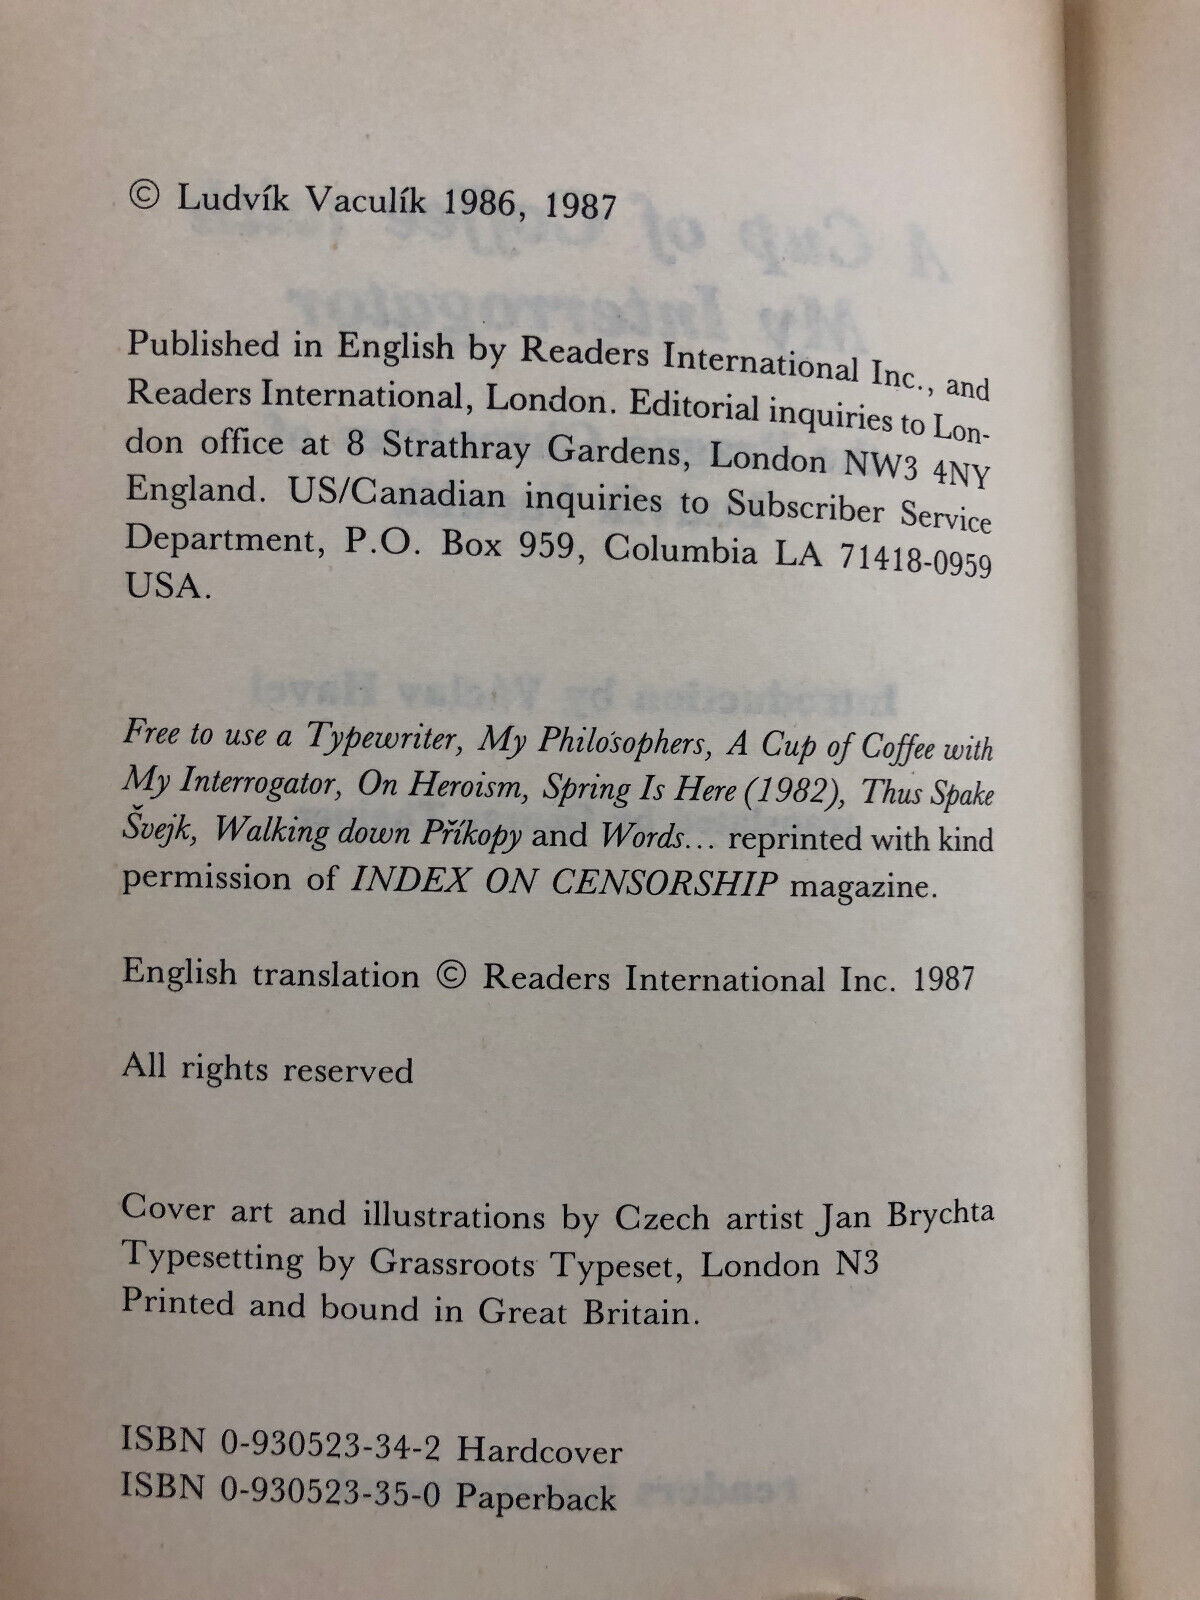 © Ludvík Vaculík 1986, 1987
Published in English by Readers International Inc., and
Readers International, London. Editorial inquiries to Lon-
don office at 8 Strathray Gardens, London NW3 4NY
England. US/Canadian inquiries to Subscriber Service
Department, P.O. Box 959, Columbia LA 71418-0959
USA.
Free to use a Typewriter, My Philosophers, A Cup of Coffee with
My Interrogator, On Heroism, Spring Is Here (1982), Thus Spake
Švejk, Walking down Příkopy and Words... reprinted with kind
permission of INDEX ON CENSORSHIP magazine.
English translation © Readers International Inc. 1987
All rights reserved
Cover art and illustrations by Czech artist Jan Brychta
Typesetting by Grassroots Typeset, London N3
Printed and bound in Great Britain.
ISBN 0-930523-34-2 Hardcover
ISBN 0-930523-35-0 Paperback